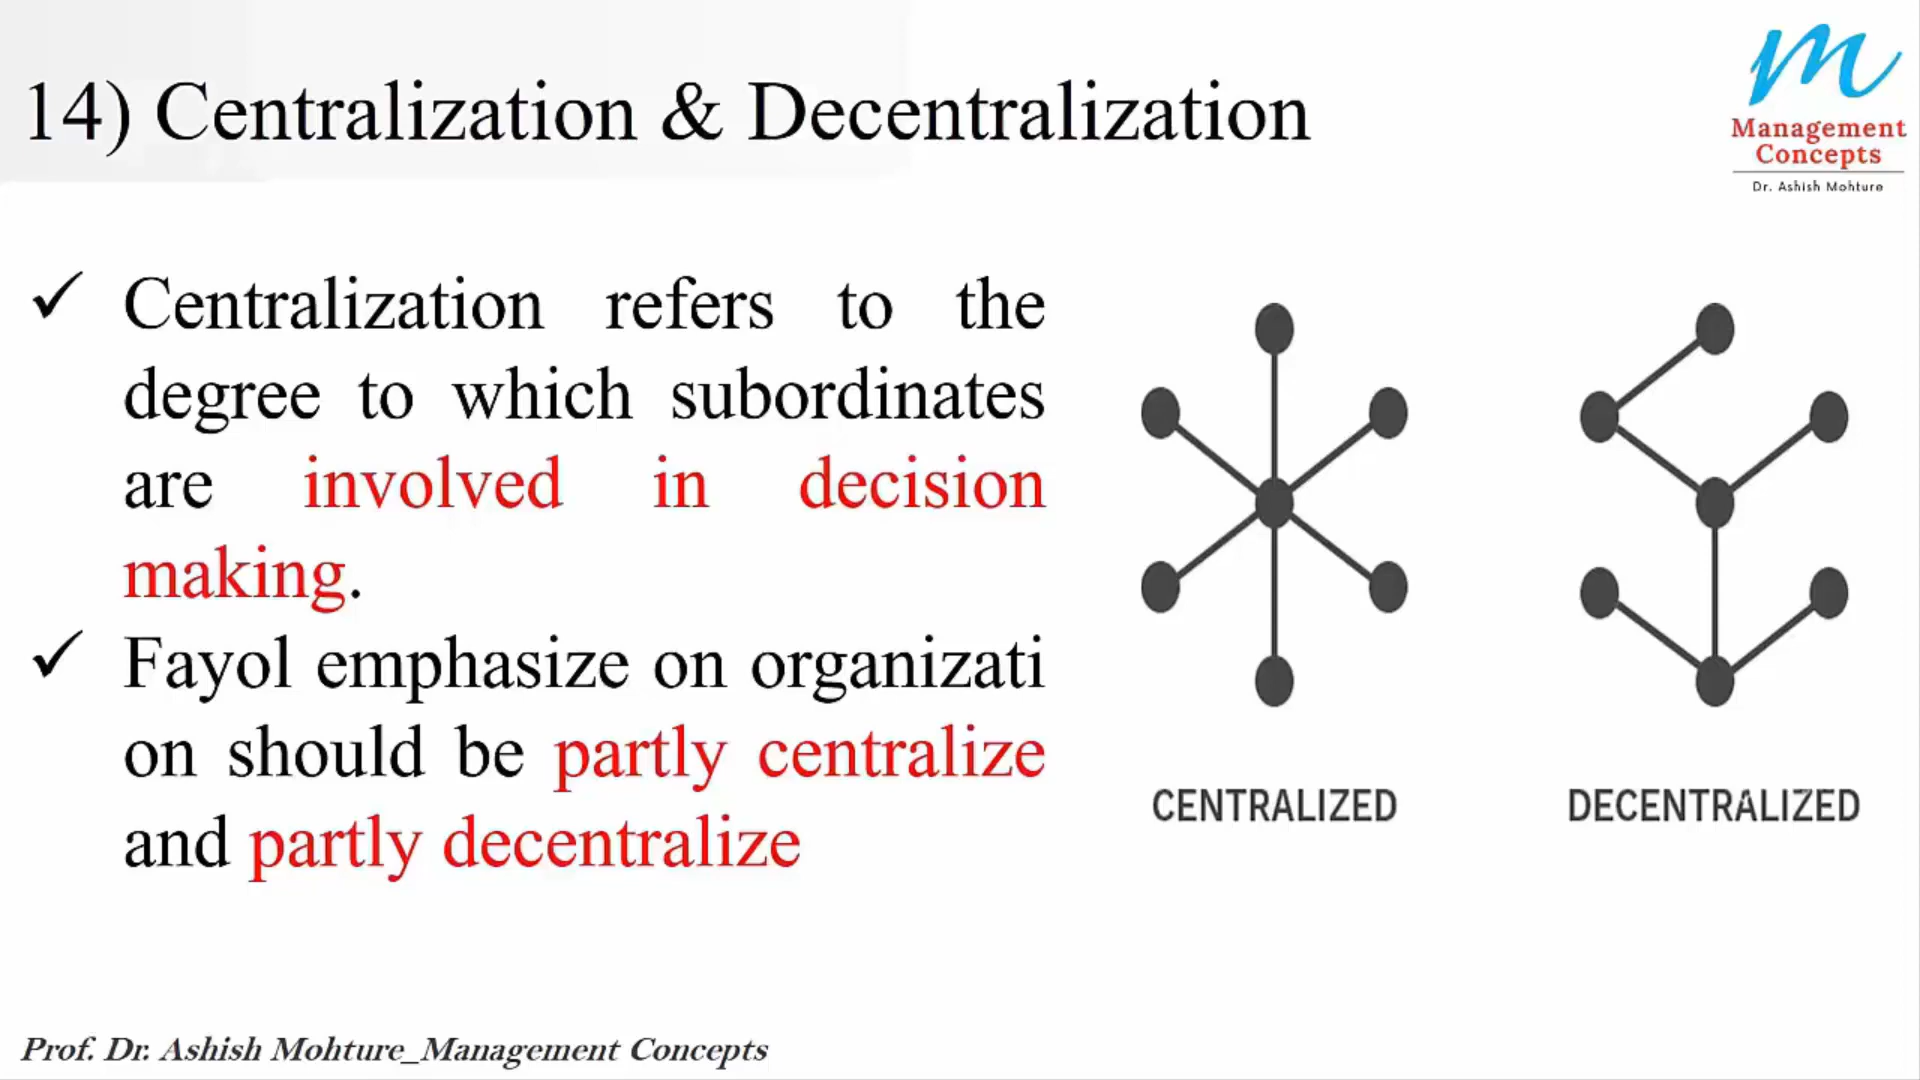 14) Centralization & Decentralization
m
Management
Concepts
Dr. Ashish Mohture
✓ Centralization refers to the
degree to which subordinates
are involved in decision
making.
✓ Fayol emphasize on organizati
on should be partly centralize
and partly decentralize
CENTRALIZED
DECENTRALIZED
Prof. Dr. Ashish Mohture_Management Concepts